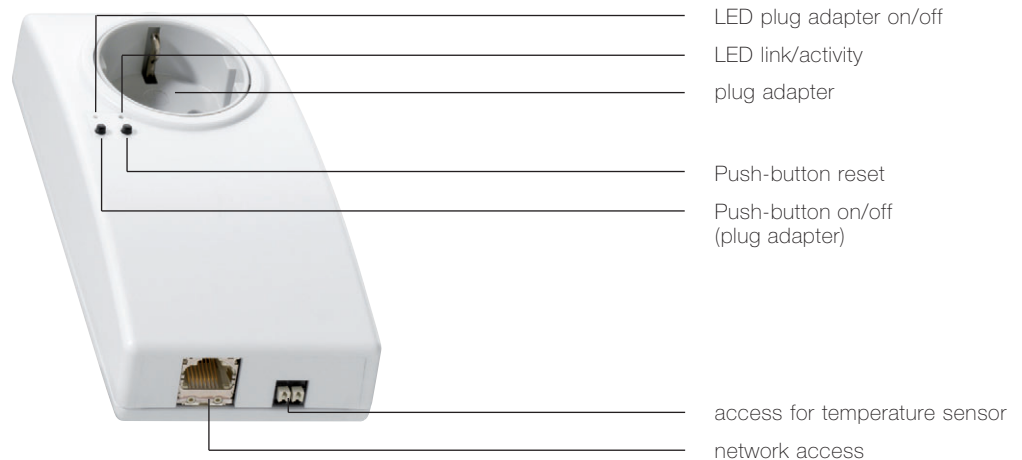 LED plug adapter on/off
LED link/activity
plug adapter
Push-button reset
Push-button on/off
(plug adapter)
access for temperature sensor
network access